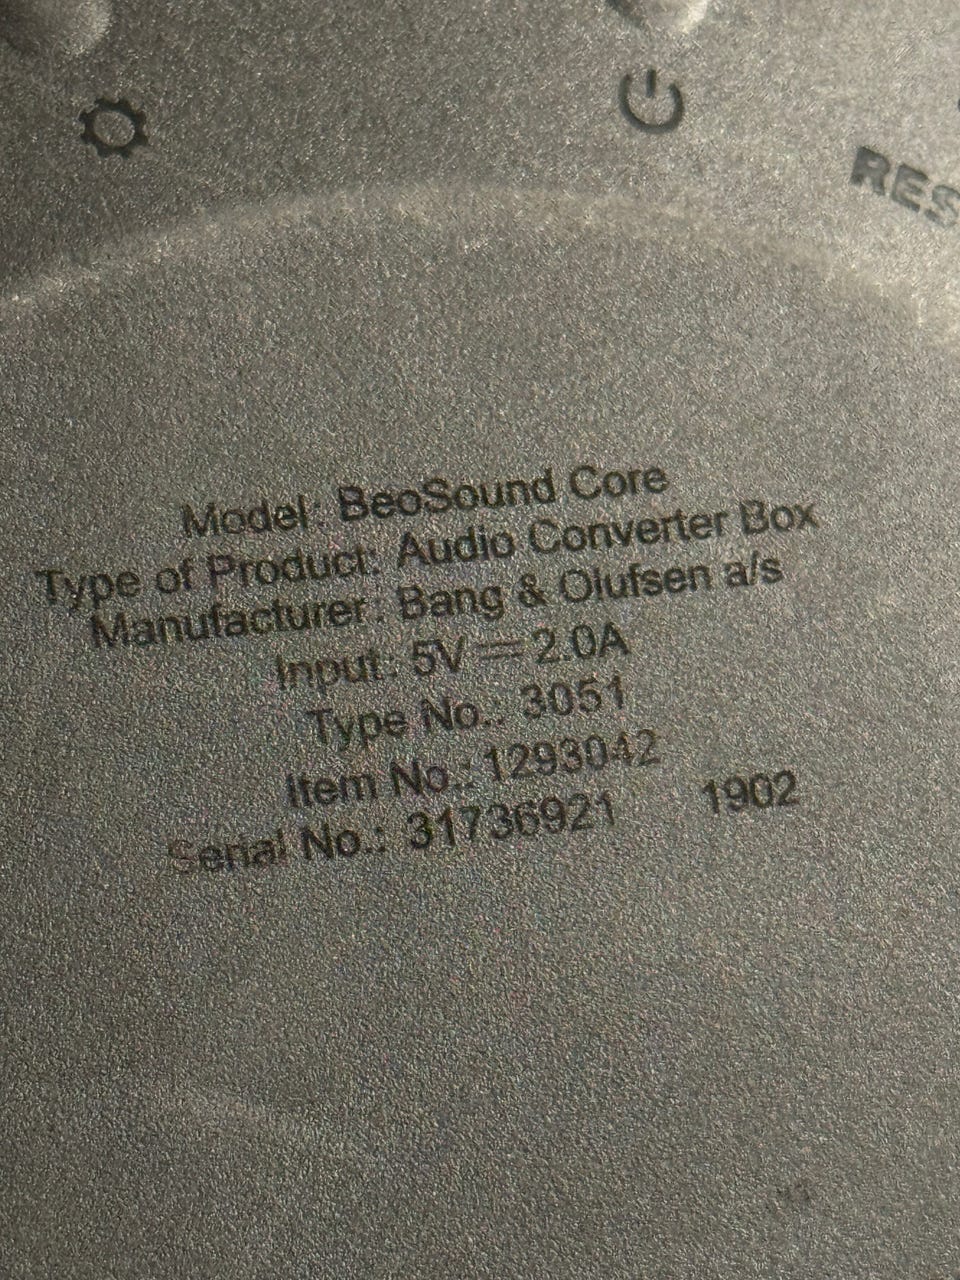 RES
Model: BeoSound Core
Type of Product: Audio Converter Box
Manufacturer: Bang & Olufsen a/s
Input: 5V ⎓ 2.0A
Type No.: 3051
Item No.: 1293042
Serial No.: 31736921 1902